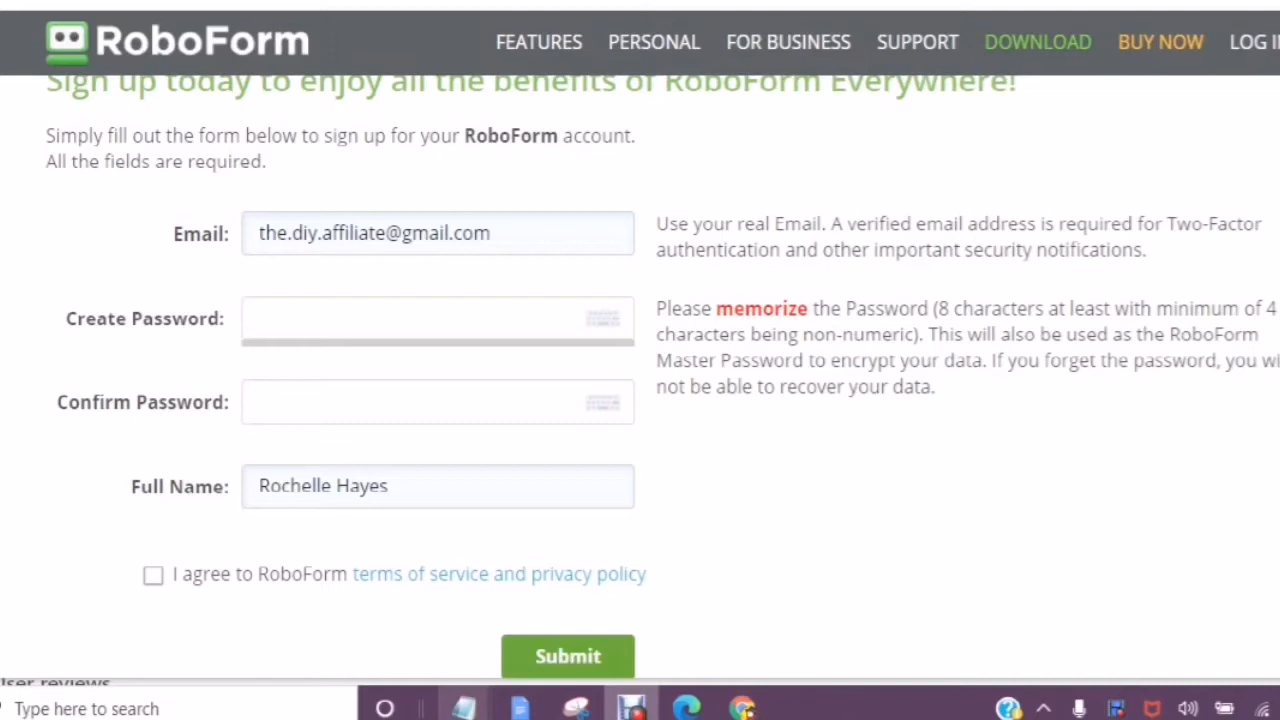 RoboForm
FEATURES PERSONAL FOR BUSINESS SUPPORT DOWNLOAD BUY NOW LOG I
Sign up today to enjoy all the benefits of RoboForm Everywhere!
Simply fill out the form below to sign up for your RoboForm account.
All the fields are required.
Email: the.diy.affiliate@gmail.com
Use your real Email. A verified email address is required for Two-Factor
authentication and other important security notifications.
Create Password:
Please memorize the Password (8 characters at least with minimum of 4
characters being non-numeric). This will also be used as the RoboForm
Master Password to encrypt your data. If you forget the password, you wi
not be able to recover your data.
Confirm Password:
Full Name: Rochelle Hayes
I agree to RoboForm terms of service and privacy policy
Submit
user reviews
Type here to search